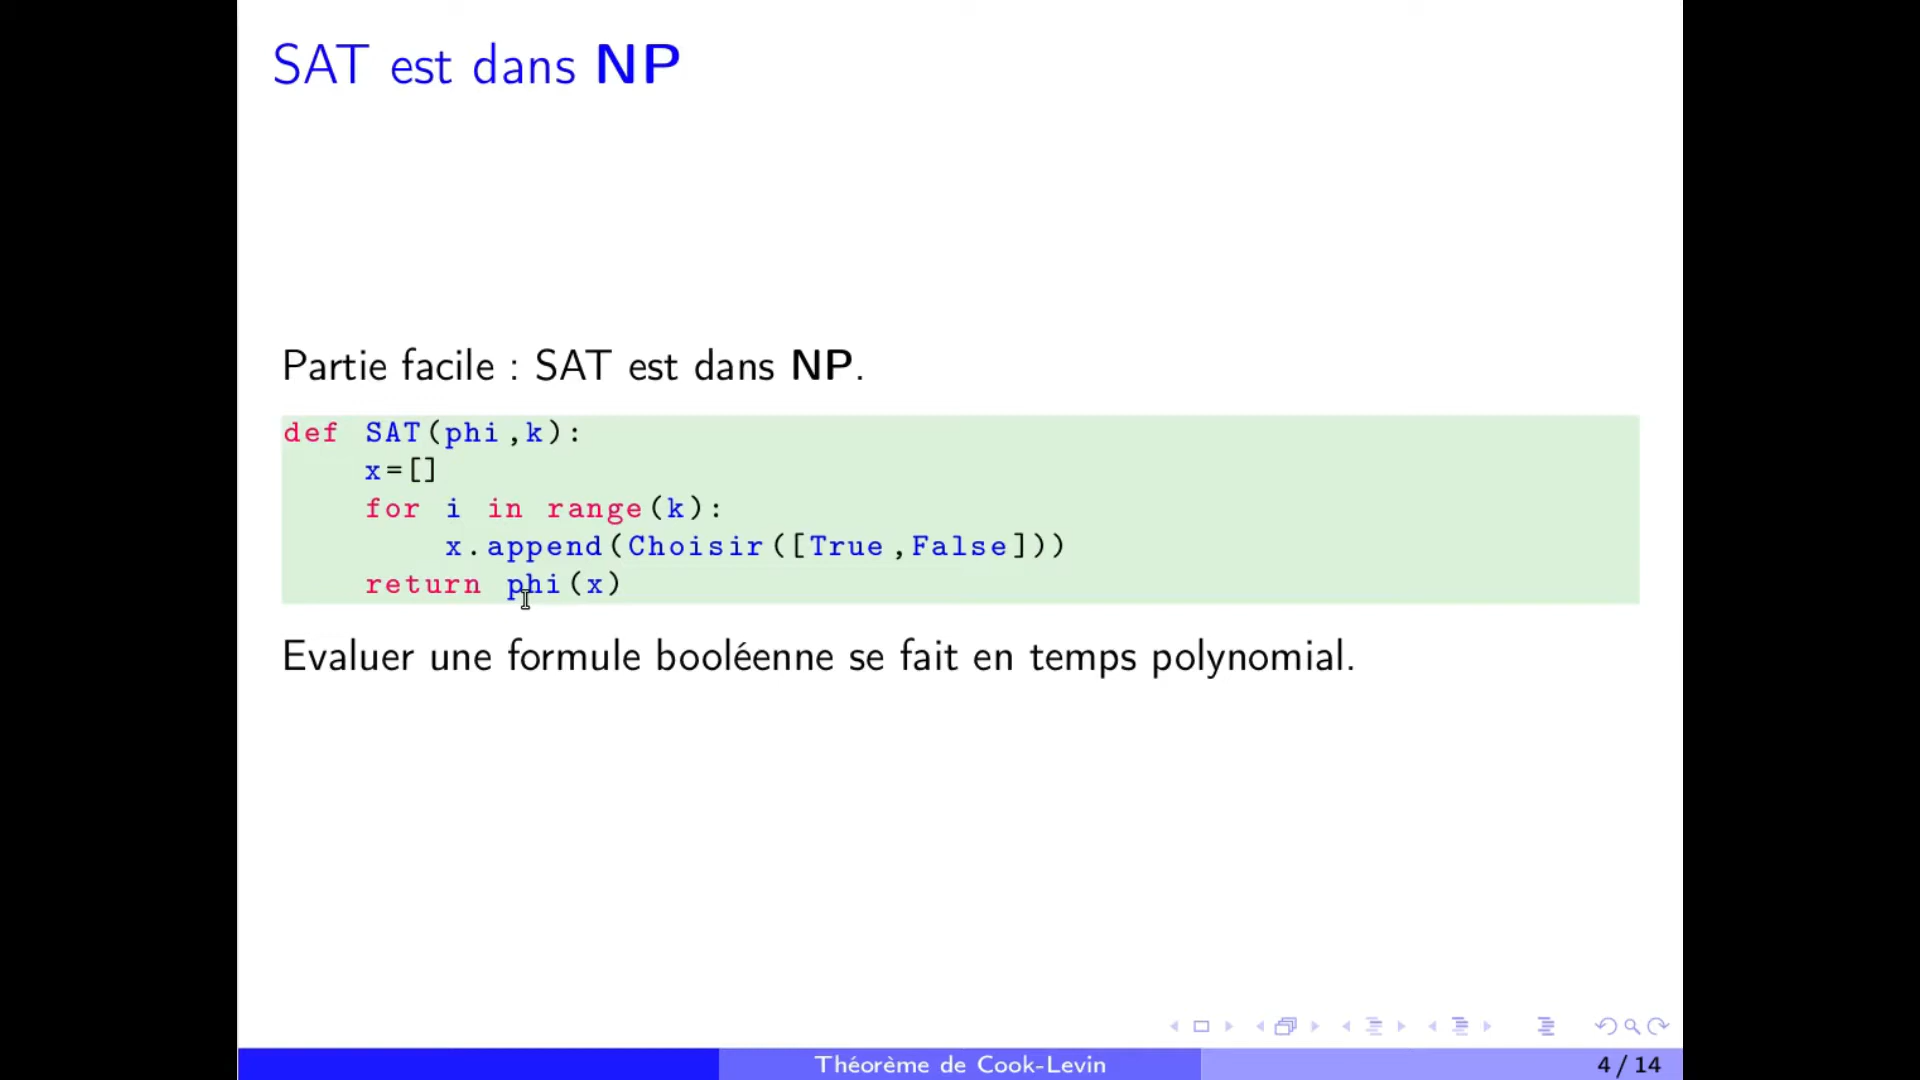 SAT est dans NP
Partie facile : SAT est dans NP.
def SAT(phi,k):
    x=[]
    for i in range(k):
        x.append(Choisir([True,False]))
    return phi(x)
Evaluer une formule booléenne se fait en temps polynomial.
Théorème de Cook-Levin
4 / 14